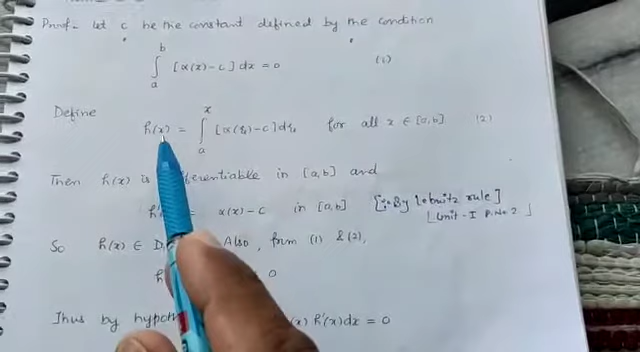 Proof- Let c be the constant defined by the condition
∫ₐᵇ [α(x) - c] dx = 0 (1)
Define
h(x) = ∫ₐˣ [α(ξ) - c] dξ, for all x ∈ [a, b] (2)
Then h(x) is differentiable in [a, b] and
α(x) - c in [a, b] [∵ By Leibnitz rule]
[Unit - I P.No 2]
So h(x) ∈ Also, from (1) & (2),
0
Thus by h'(x) dx = 0